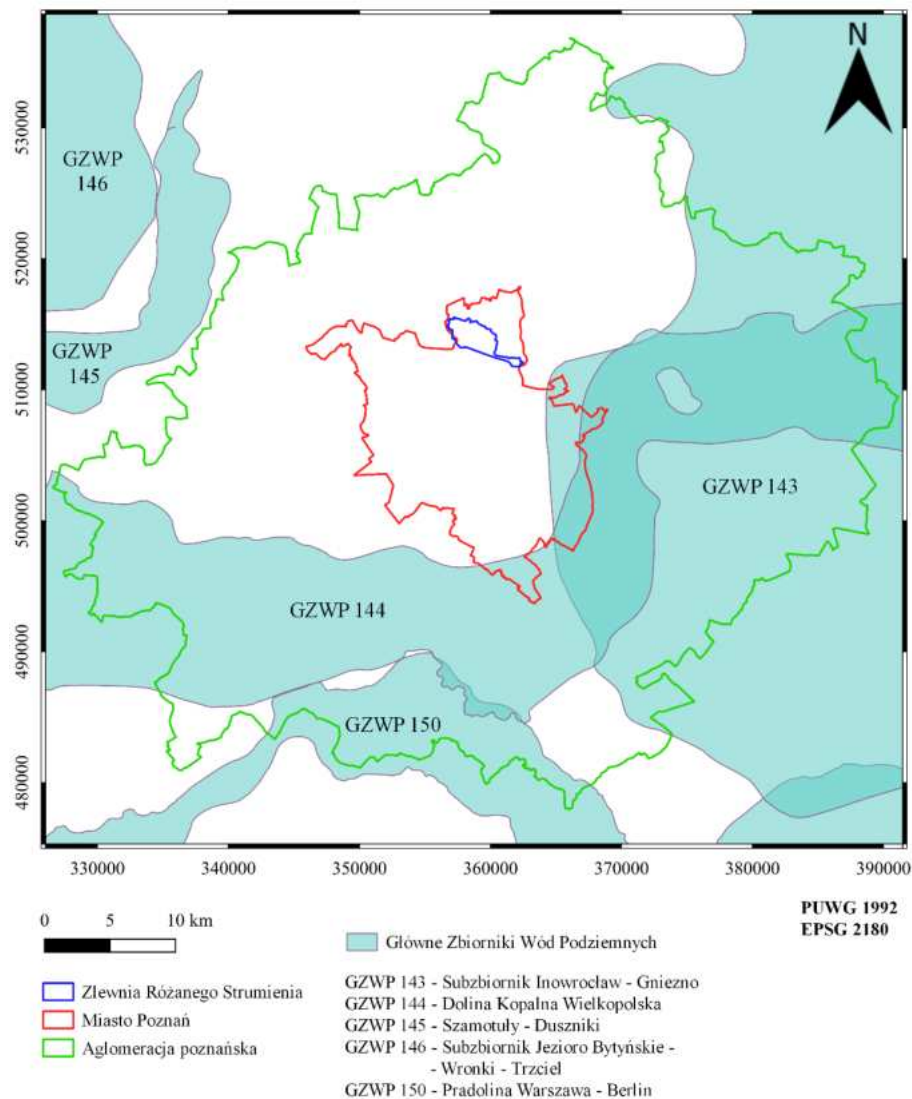 N
530000
520000
510000
500000
490000
480000
GZWP
146
GZWP
145
GZWP 143
GZWP 144
GZWP 150
330000 340000 350000 360000 370000 380000 390000
0 5 10 km
PUWG 1992
EPSG 2180
Główne Zbiorniki Wód Podziemnych
Zlewnia Różanego Strumienia
Miasto Poznań
Aglomeracja poznańska
GZWP 143 - Subzbiornik Inowrocław - Gniezno
GZWP 144 - Dolina Kopalna Wielkopolska
GZWP 145 - Szamotuły - Duszniki
GZWP 146 - Subzbiornik Jezioro Bytyńskie -
- Wronki - Trzciel
GZWP 150 - Pradolina Warszawa - Berlin